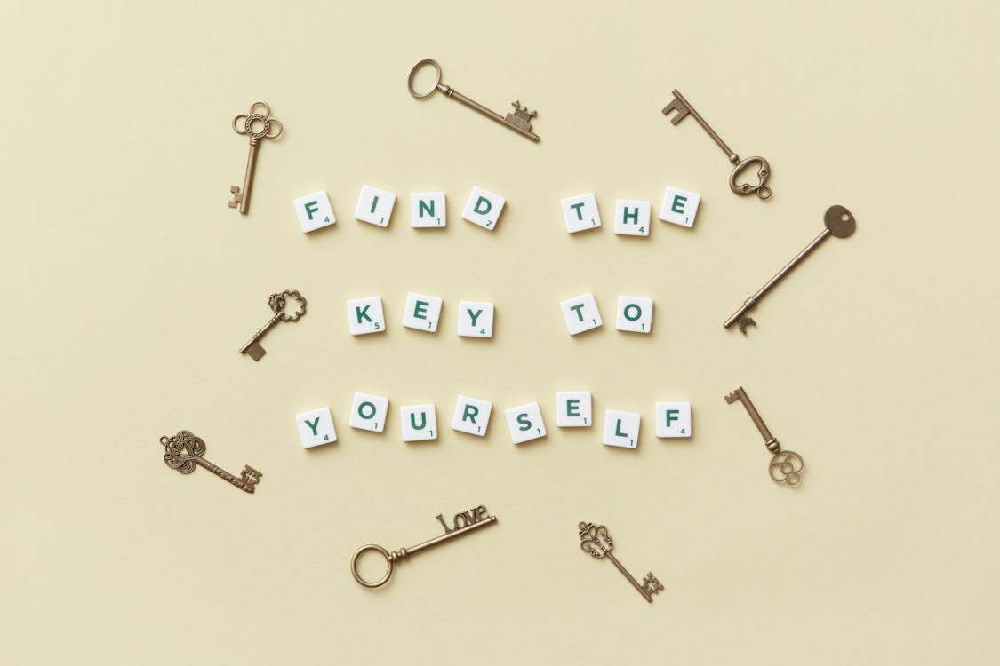 FIND THE
KEY TO
YOURSELF
Love